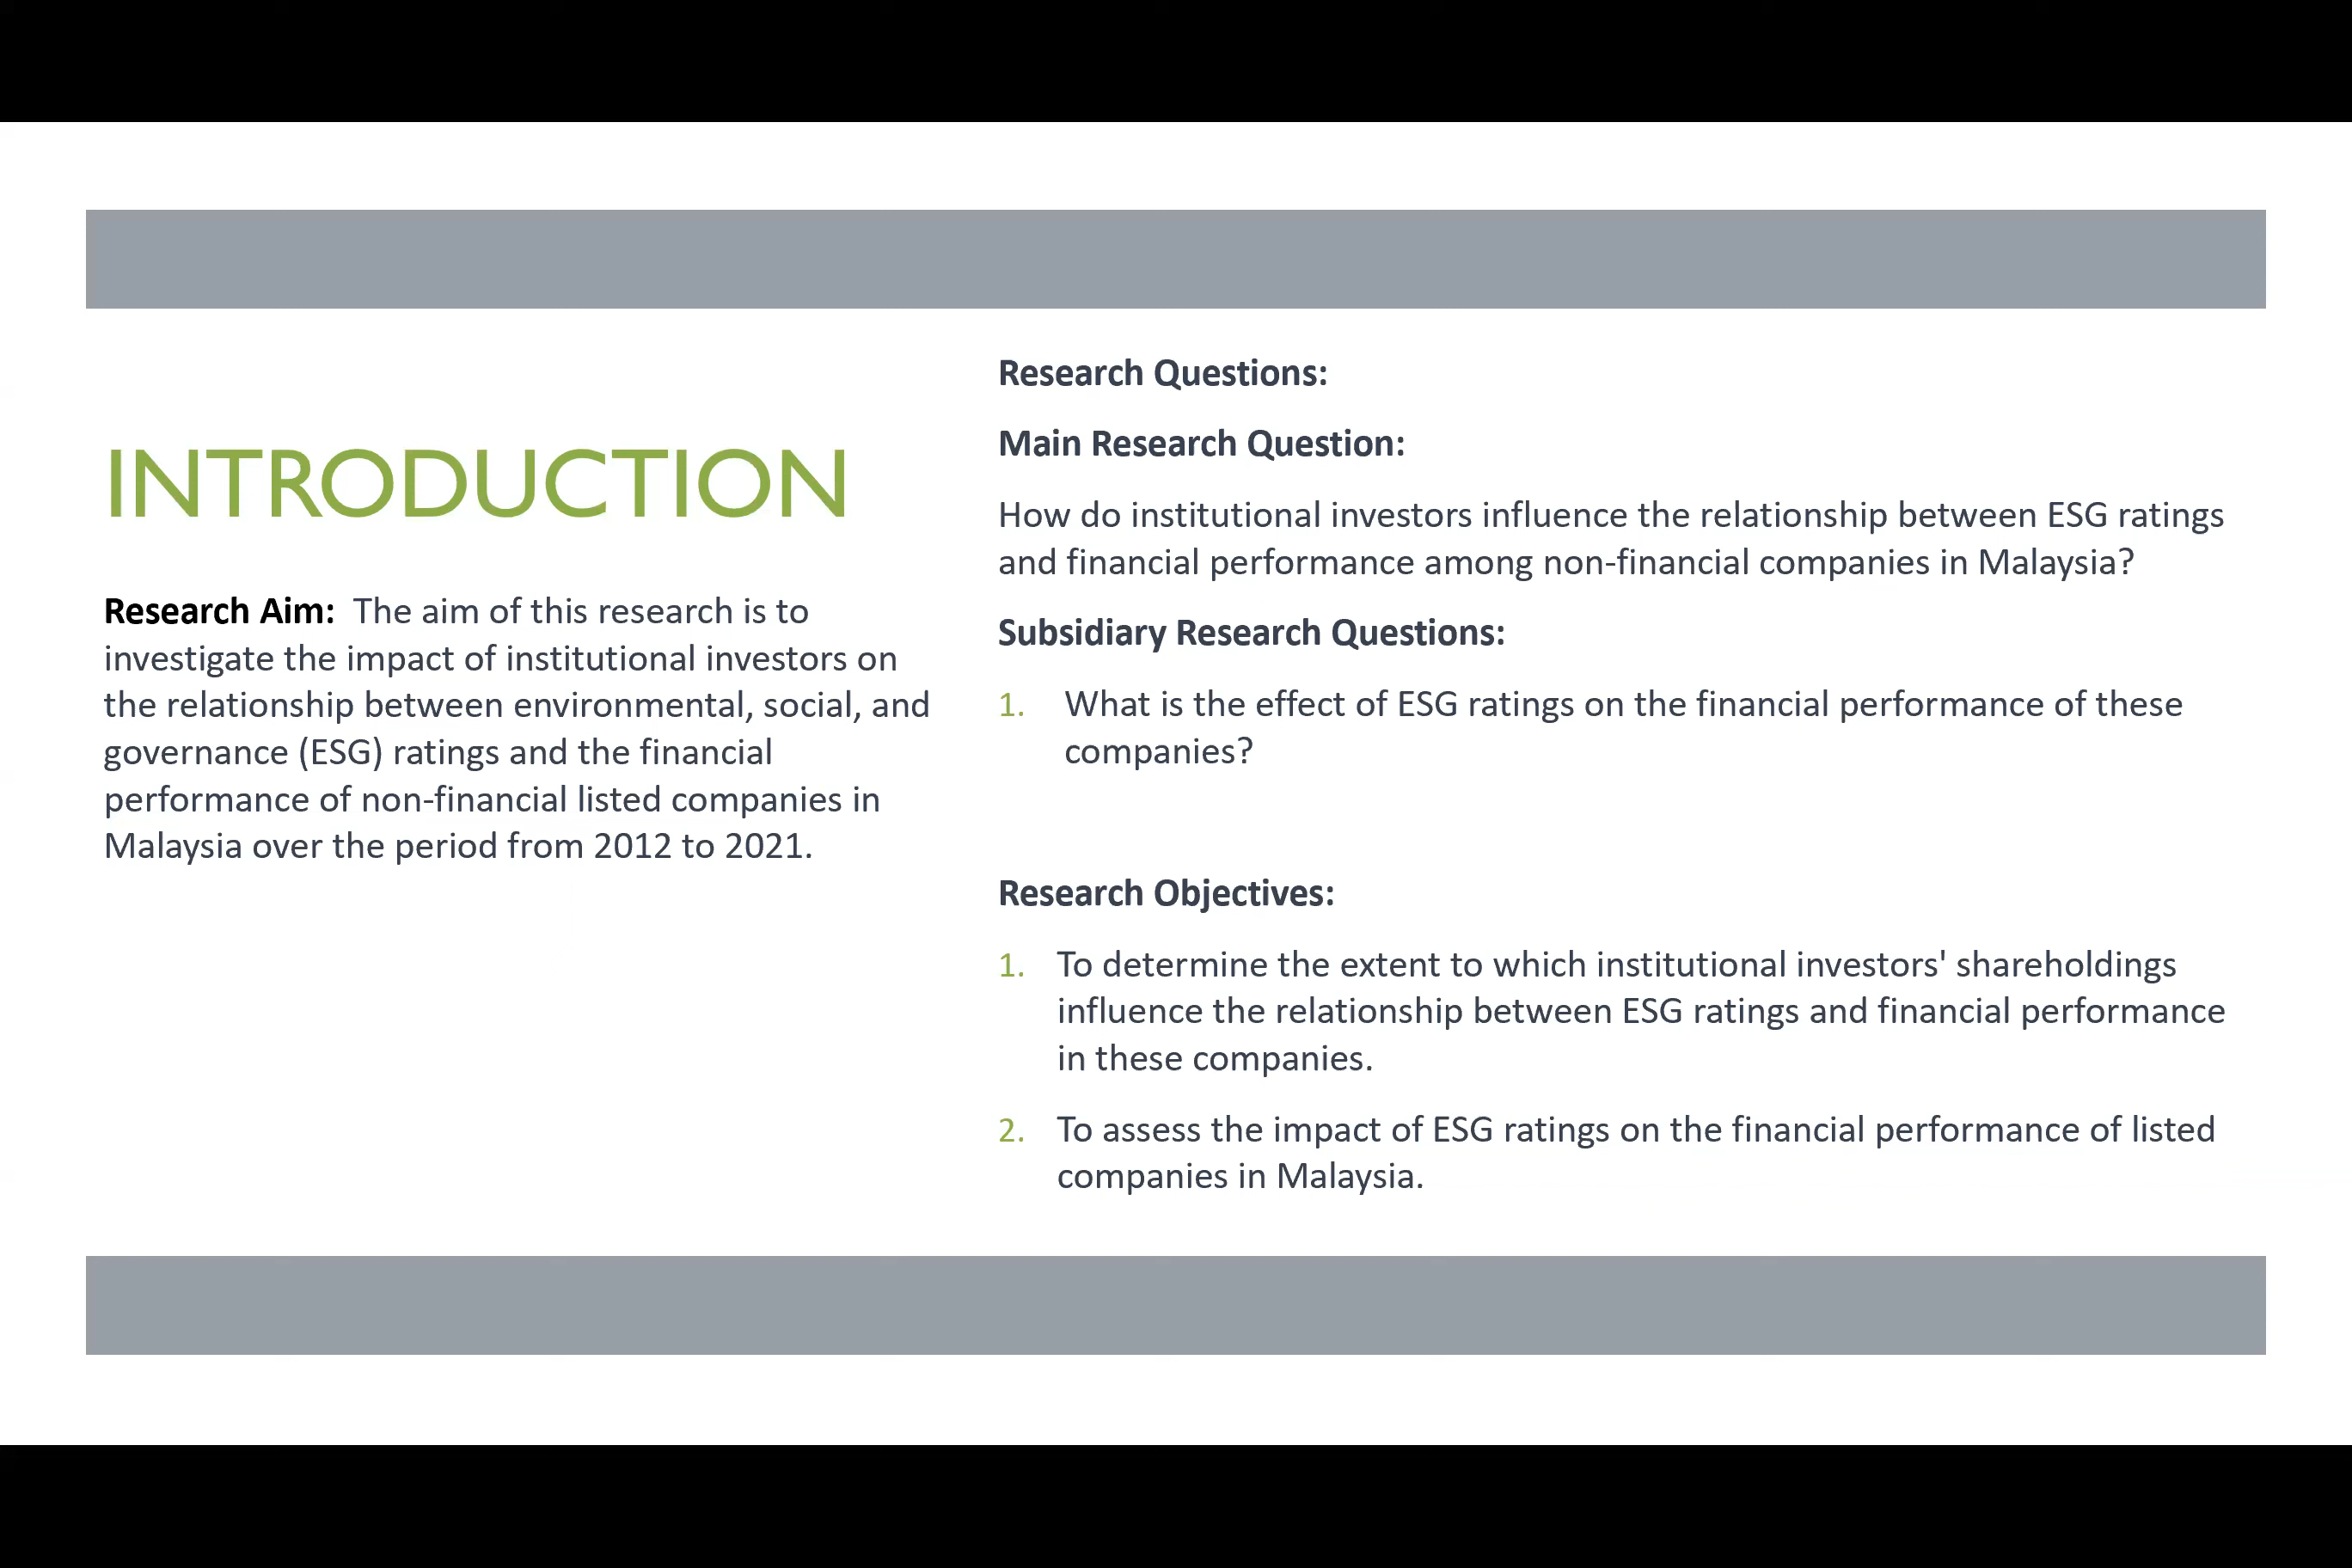 INTRODUCTION
Research Aim:  The aim of this research is to
investigate the impact of institutional investors on
the relationship between environmental, social, and
governance (ESG) ratings and the financial
performance of non-financial listed companies in
Malaysia over the period from 2012 to 2021.
Research Questions:
Main Research Question:
How do institutional investors influence the relationship between ESG ratings
and financial performance among non-financial companies in Malaysia?
Subsidiary Research Questions:
1. What is the effect of ESG ratings on the financial performance of these
companies?
Research Objectives:
1. To determine the extent to which institutional investors' shareholdings
influence the relationship between ESG ratings and financial performance
in these companies.
2. To assess the impact of ESG ratings on the financial performance of listed
companies in Malaysia.